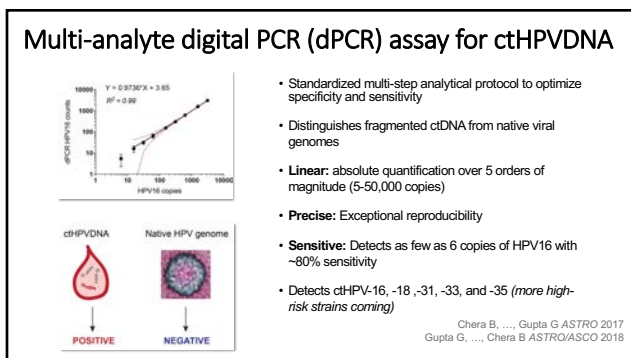 Multi-analyte digital PCR (dPCR) assay for ctHPVDNA
Y = 0.9736*X + 3.65
R² = 0.99
dPCR HPV16 counts
10000
1000
100
10
1
1
10
100
1000
10000
HPV16 copies
ctHPVDNA
Native HPV genome
POSITIVE
NEGATIVE
• Standardized multi-step analytical protocol to optimize
specificity and sensitivity
• Distinguishes fragmented ctDNA from native viral
genomes
• Linear: absolute quantification over 5 orders of
magnitude (5-50,000 copies)
• Precise: Exceptional reproducibility
• Sensitive: Detects as few as 6 copies of HPV16 with
~80% sensitivity
• Detects ctHPV-16, -18 ,-31, -33, and -35 (more high-
risk strains coming)
Chera B, …, Gupta G ASTRO 2017
Gupta G, …, Chera B ASTRO/ASCO 2018